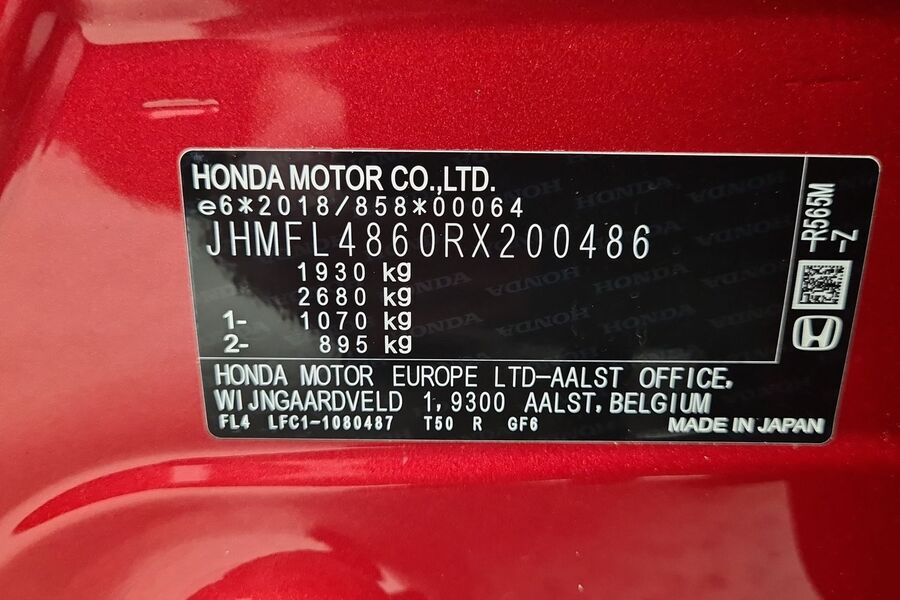 HONDA MOTOR CO.,LTD.
e6*2018/858*00064
JHMFL4860RX200486
1930 kg
2680 kg
1- 1070 kg
2- 895 kg
HONDA MOTOR EUROPE LTD-AALST OFFICE.
WIJNGAARDVELD 1,9300 AALST,BELGIUM
FL4 LFC1-1080487 T50 R GF6
MADE IN JAPAN
R565M
-Z